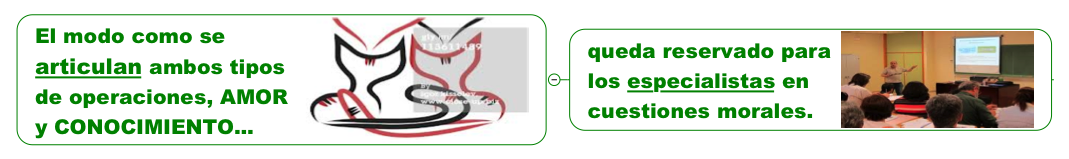 El modo como se
articulan ambos tipos
de operaciones, AMOR
y CONOCIMIENTO...
queda reservado para
los especialistas en
cuestiones morales.